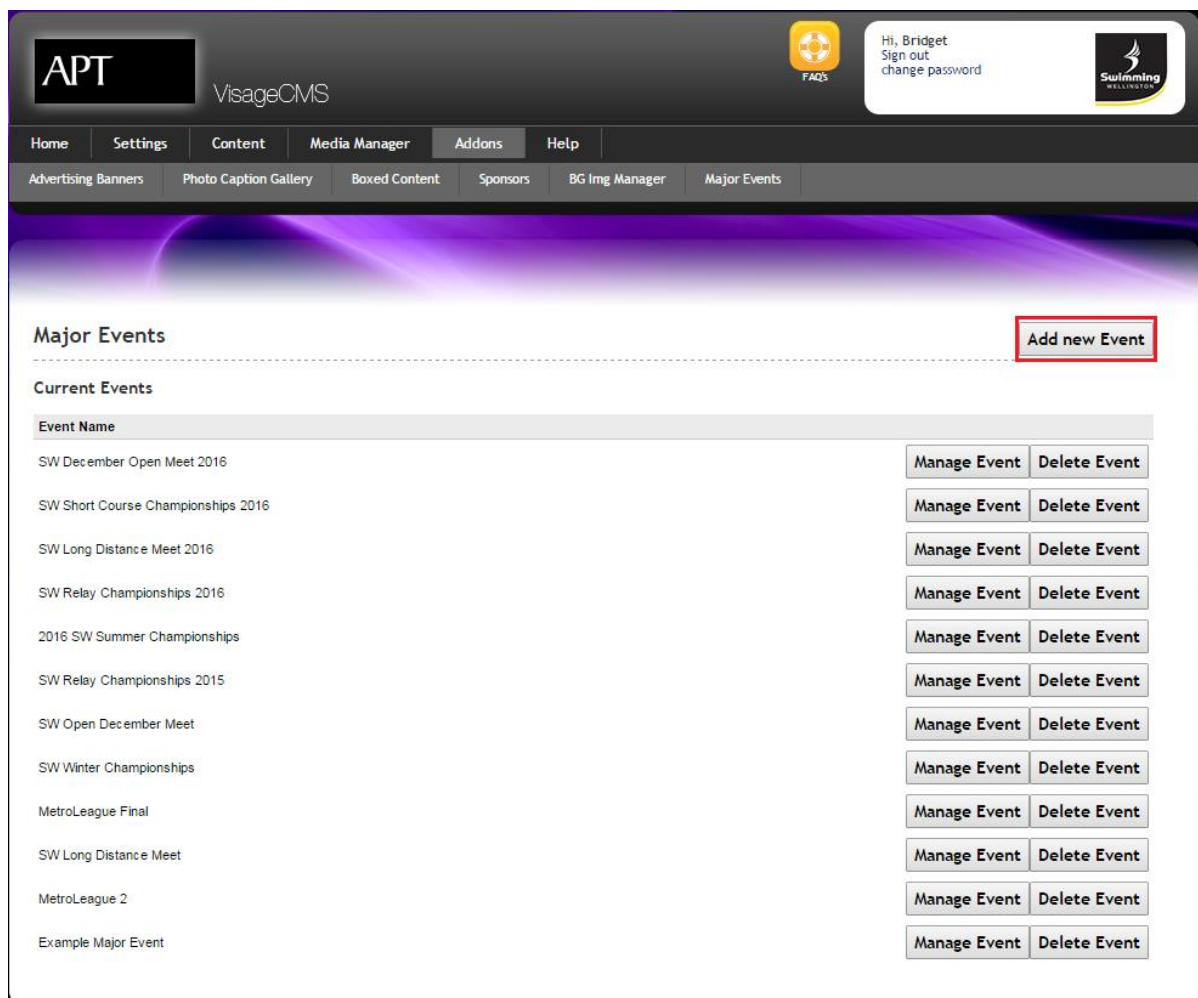 APT
VisageCMS
FAQ's
Hi, Bridget
Sign out
change password
Swimming
WELLINGTON
Home Settings Content Media Manager Addons Help
Advertising Banners Photo Caption Gallery Boxed Content Sponsors BG Img Manager Major Events
Major Events
Add new Event
Current Events
Event Name
SW December Open Meet 2016 Manage Event Delete Event
SW Short Course Championships 2016 Manage Event Delete Event
SW Long Distance Meet 2016 Manage Event Delete Event
SW Relay Championships 2016 Manage Event Delete Event
2016 SW Summer Championships Manage Event Delete Event
SW Relay Championships 2015 Manage Event Delete Event
SW Open December Meet Manage Event Delete Event
SW Winter Championships Manage Event Delete Event
MetroLeague Final Manage Event Delete Event
SW Long Distance Meet Manage Event Delete Event
MetroLeague 2 Manage Event Delete Event
Example Major Event Manage Event Delete Event